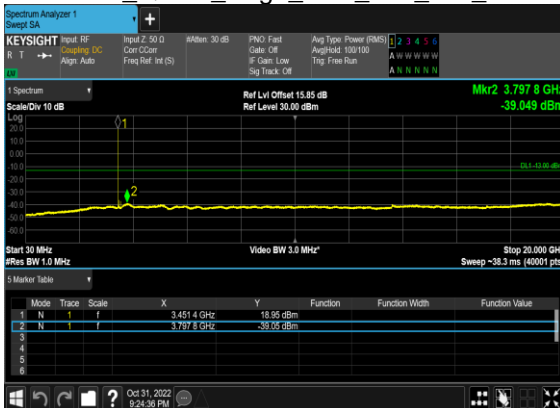 Spectrum Analyzer 1
Swept SA
+
KEYSIGHT
R T
LW
Input: RF
Coupling: DC
Align: Auto
Input Z: 50 Ω
Corr CCorr
Freq Ref: Int (S)
#Atten: 30 dB
PNO: Fast
Gate: Off
IF Gain: Low
Sig Track: Off
Avg Type: Power (RMS)
Avg|Hold: 100/100
Trig: Free Run
1 2 3 4 5 6
A W W W W W
A N N N N N
1 Spectrum
Scale/Div 10 dB
Ref Lvl Offset 15.85 dB
Ref Level 30.00 dBm
Mkr2 3.797 8 GHz
-39.049 dBm
Log
20.0
10.0
0.00
-10.0
-20.0
-30.0
-40.0
-50.0
-60.0
1
2
DL1 -13.00 dBm
Start 30 MHz
#Res BW 1.0 MHz
Video BW 3.0 MHz*
Stop 20.000 GHz
Sweep ~38.3 ms (40001 pts)
5 Marker Table
Mode Trace Scale X Y Function Function Width Function Value
1 N 1 f 3.451 4 GHz 18.95 dBm
2 N 1 f 3.797 8 GHz -39.05 dBm
3
4
5
6
?
Oct 31, 2022
9:24:36 PM